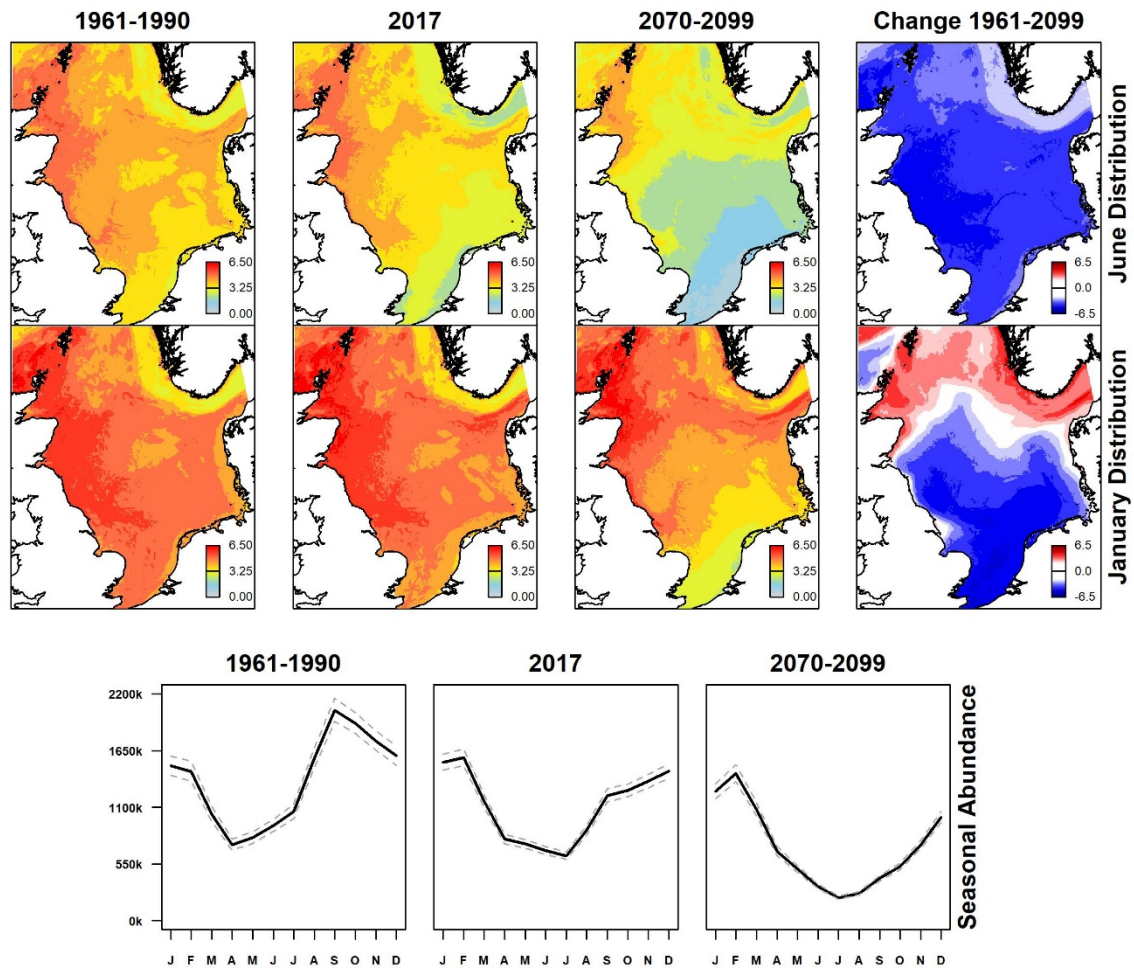 1961-1990 2017 2070-2099 Change 1961-2099
June Distribution
6.50 6.50 6.50 6.5
3.25 3.25 3.25 0.0
0.00 0.00 0.00 -6.5
January Distribution
6.50 6.50 6.50 6.5
3.25 3.25 3.25 0.0
0.00 0.00 0.00 -6.5
1961-1990 2017 2070-2099
Seasonal Abundance
2200k
1650k
1100k
550k
0k
J F M A M J J A S O N D J F M A M J J A S O N D J F M A M J J A S O N D